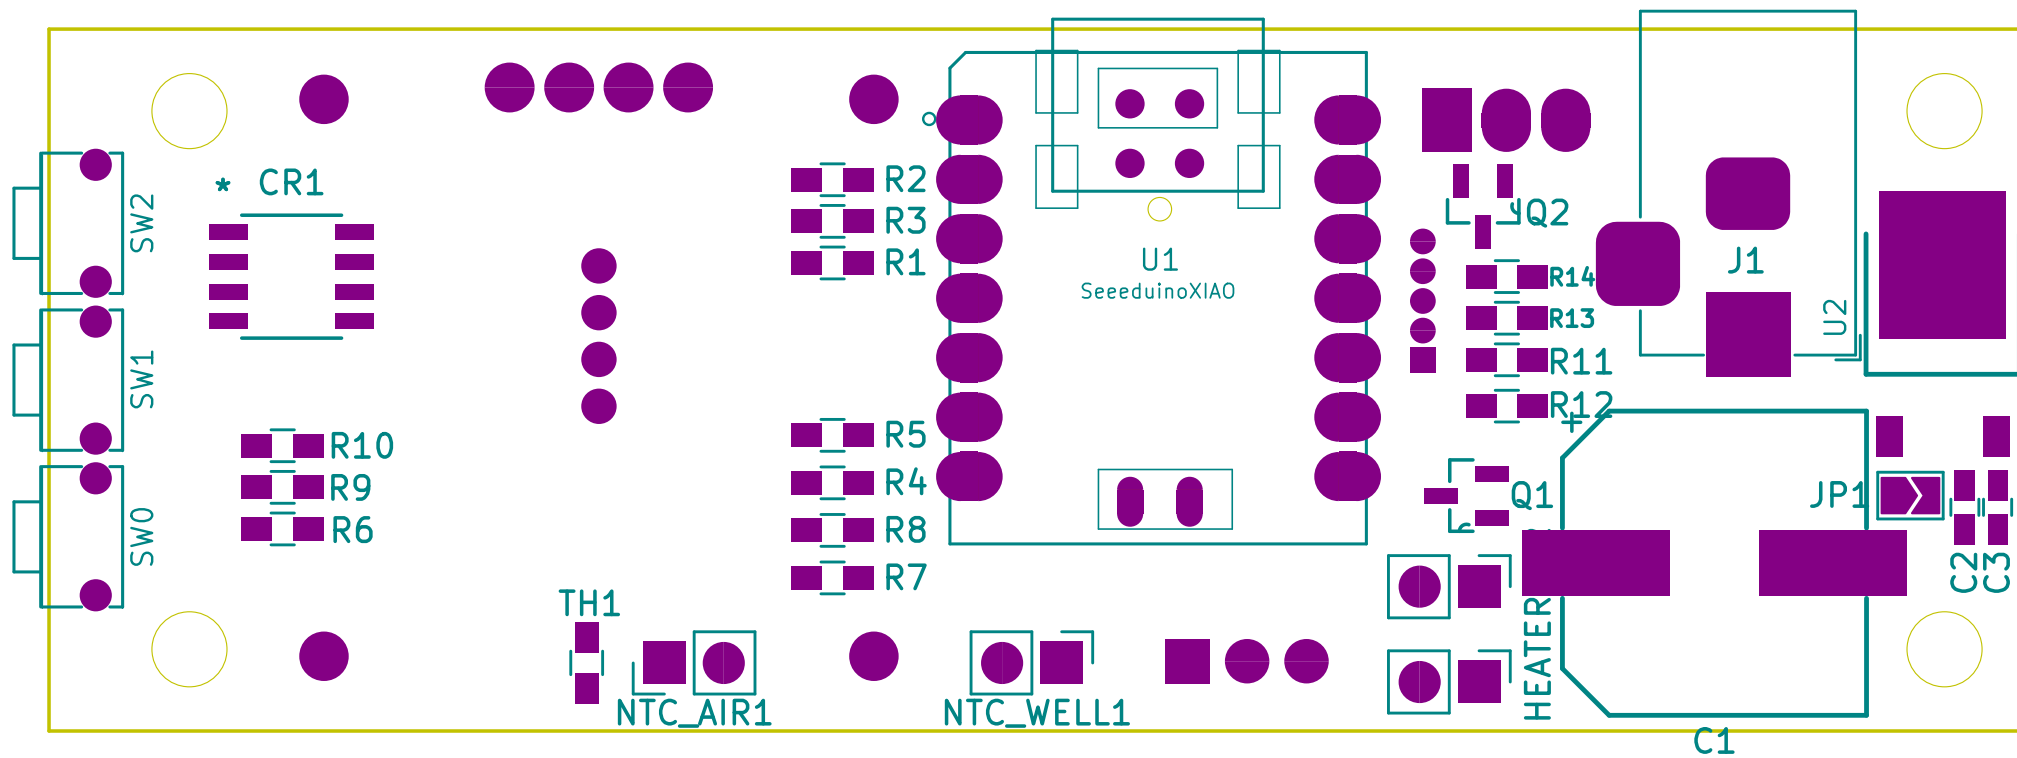 * CR1
SW2
SW1
SW0
R10
R9
R6
R2
R3
R1
R5
R4
R8
R7
TH1
NTC_AIR1
NTC_WELL1
U1
SeeeduinoXIAO
Q2
R14
R13
R11
R12
+
J1
U2
Q1
HEATER
JP1
C2
C3
C1